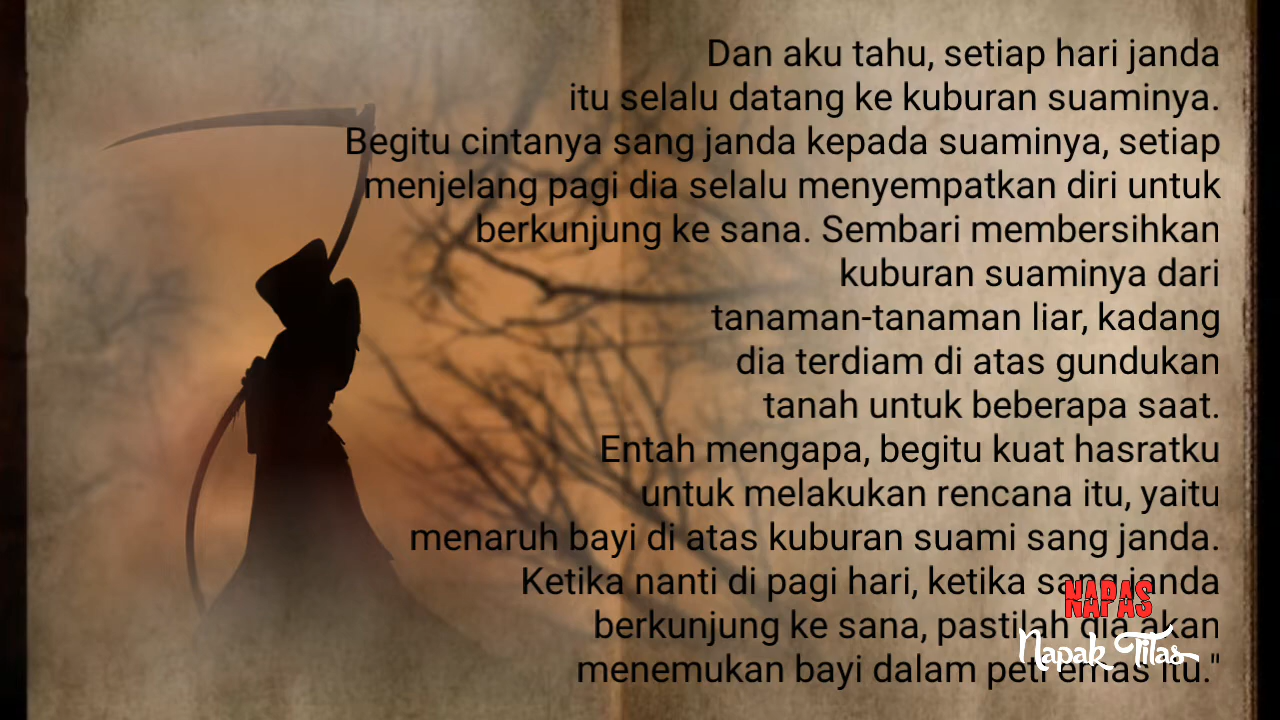 Dan aku tahu, setiap hari janda
itu selalu datang ke kuburan suaminya.
Begitu cintanya sang janda kepada suaminya, setiap
menjelang pagi dia selalu menyempatkan diri untuk
berkunjung ke sana. Sembari membersihkan
kuburan suaminya dari
tanaman-tanaman liar, kadang
dia terdiam di atas gundukan
tanah untuk beberapa saat.
Entah mengapa, begitu kuat hasratku
untuk melakukan rencana itu, yaitu
menaruh bayi di atas kuburan suami sang janda.
Ketika nanti di pagi hari, ketika sang janda
berkunjung ke sana, pastilah dia akan
menemukan bayi dalam peti emas itu."
NAPAS
Napak Tilas